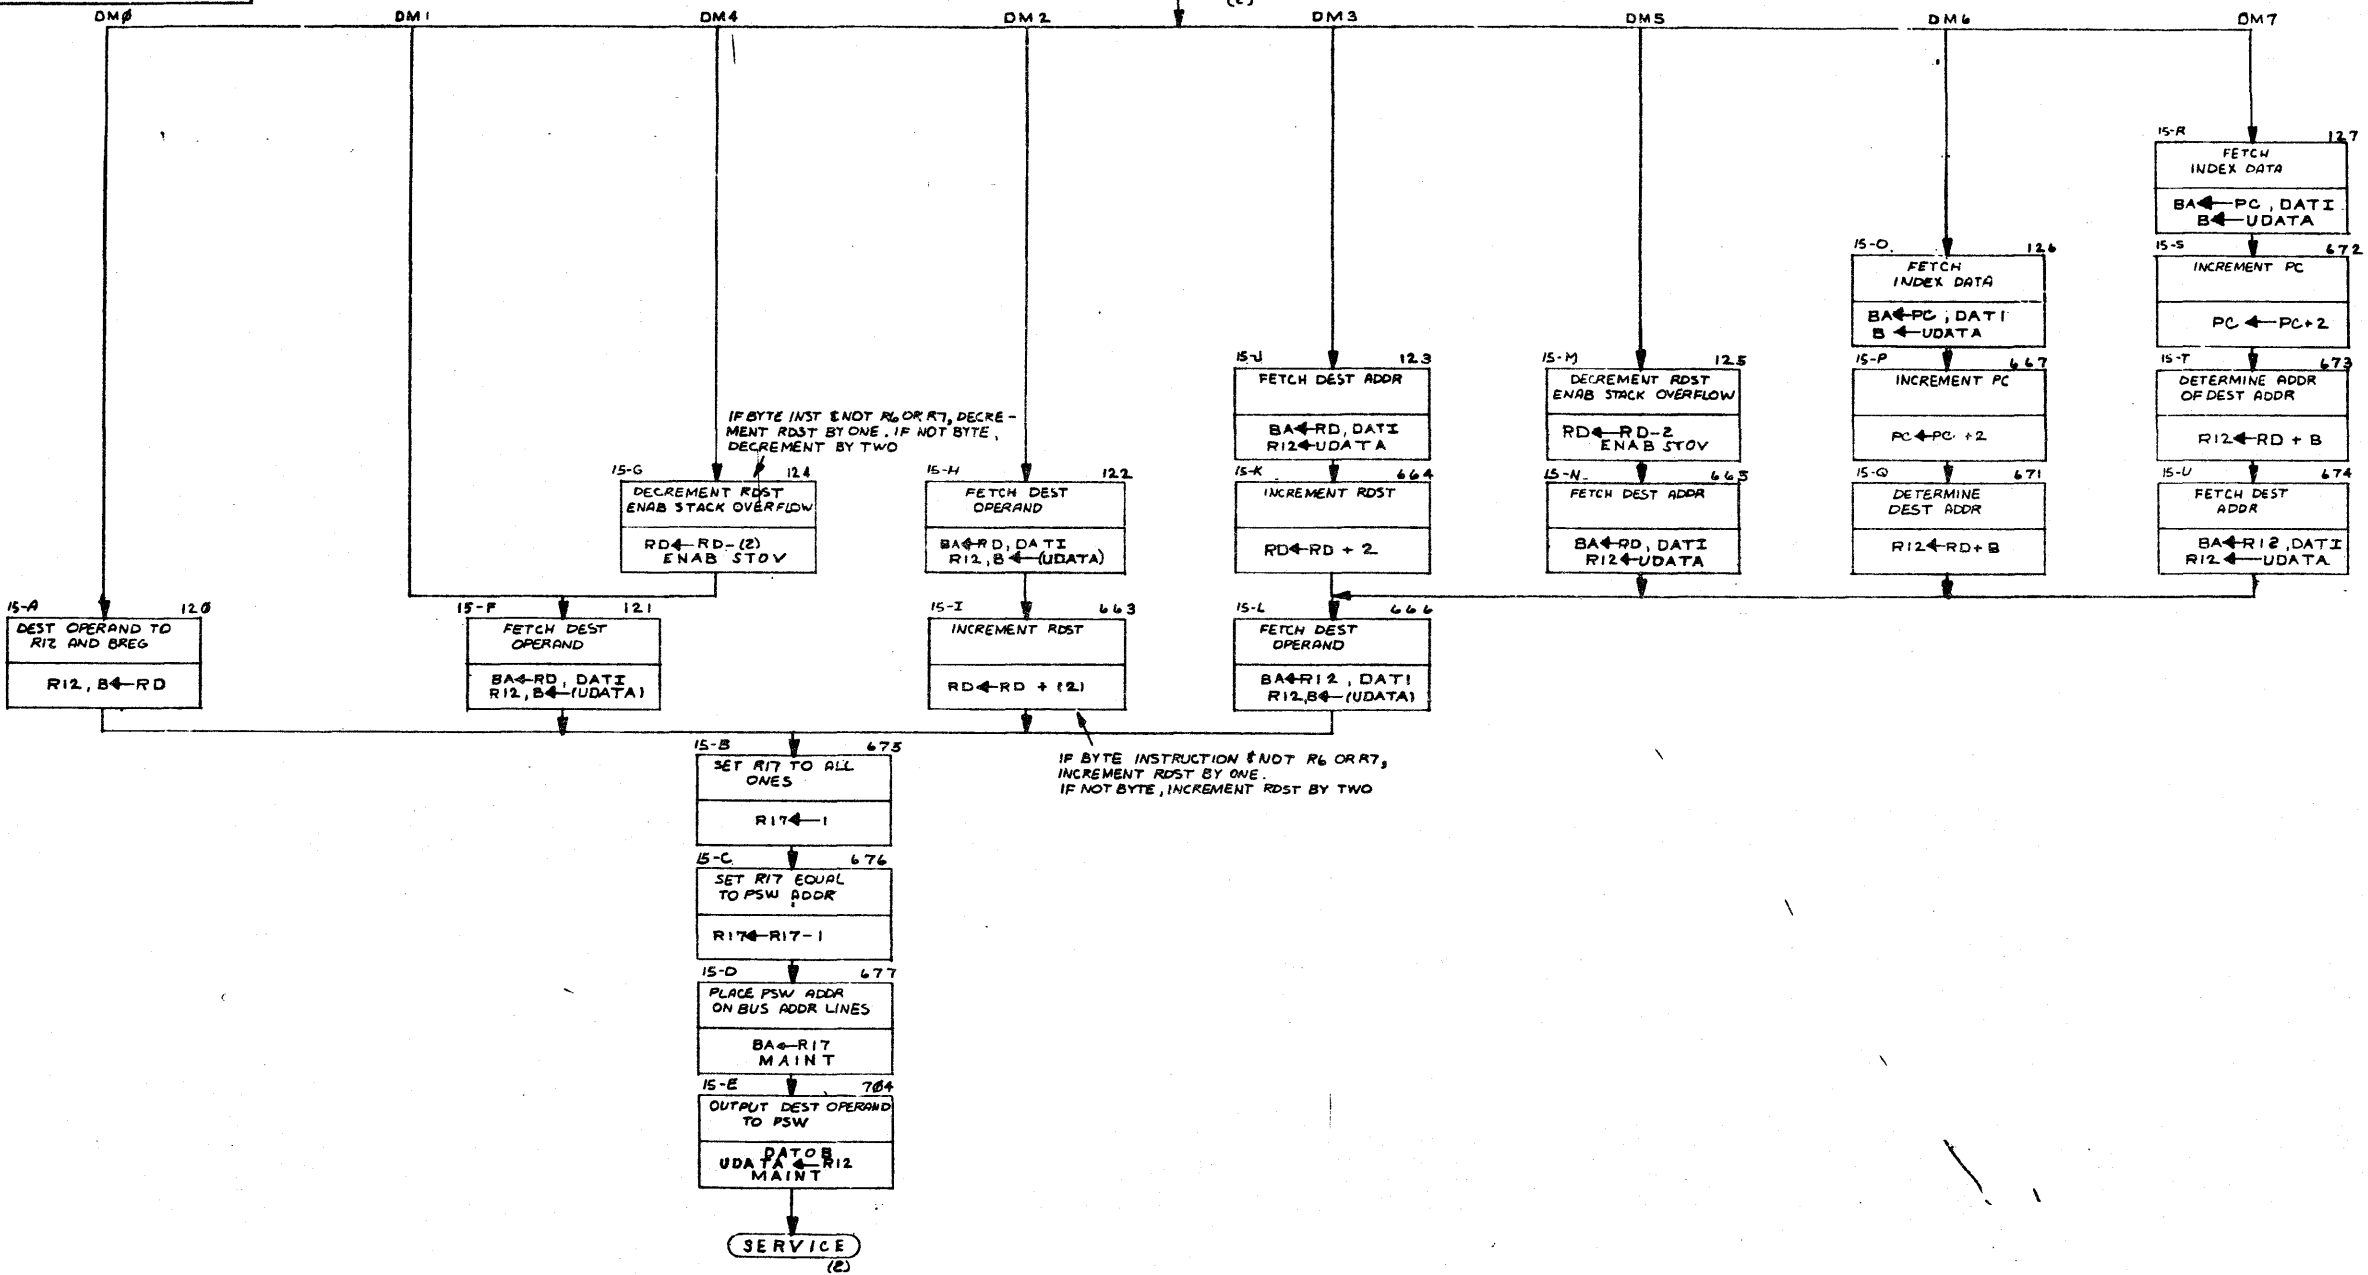 (2)
DMØ DM1 DM4 DM2 DM3 DM5 DM6 DM7
15-R 127
FETCH
INDEX DATA
BA←PC, DATI
B←UDATA
15-S 672
INCREMENT PC
PC←PC+2
15-T 673
DETERMINE ADDR
OF DEST ADDR
R12←RD + B
15-U 674
FETCH DEST
ADDR
BA←R12, DATI
R12←UDATA
15-O 126
FETCH
INDEX DATA
BA←PC, DATI
B←UDATA
15-P 667
INCREMENT PC
PC←PC +2
15-Q 671
DETERMINE
DEST ADDR
R12←RD+B
15-M 125
DECREMENT RDST
ENAB STACK OVERFLOW
RD←RD-2
ENAB STOV
15-N 665
FETCH DEST ADDR
BA←RD, DATI
R12←UDATA
15-J 123
FETCH DEST ADDR
BA←RD, DATI
R12←UDATA
15-K 664
INCREMENT RDST
RD←RD + 2
15-L 666
FETCH DEST
OPERAND
BA←R12, DATI
R12,B←(UDATA)
15-H 122
FETCH DEST
OPERAND
BA←RD, DATI
R12,B←(UDATA)
15-I 663
INCREMENT RDST
RD←RD + (2)
IF BYTE INSTRUCTION & NOT R6 OR R7,
INCREMENT RDST BY ONE.
IF NOT BYTE, INCREMENT RDST BY TWO
IF BYTE INST & NOT R6 OR R7, DECRE-
MENT RDST BY ONE. IF NOT BYTE,
DECREMENT BY TWO
15-G 124
DECREMENT RDST
ENAB STACK OVERFLOW
RD←RD-(2)
ENAB STOV
15-F 121
FETCH DEST
OPERAND
BA←RD, DATI
R12,B←(UDATA)
15-A 120
DEST OPERAND TO
R12 AND BREG
R12, B←RD
15-B 675
SET R17 TO ALL
ONES
R17←1
15-C 676
SET R17 EQUAL
TO PSW ADDR
R17←R17-1
15-D 677
PLACE PSW ADDR
ON BUS ADDR LINES
BA←R17
MAINT
15-E 7Ø4
OUTPUT DEST OPERAND
TO PSW
DATOB
UDATA←R12
MAINT
SERVICE
(2)